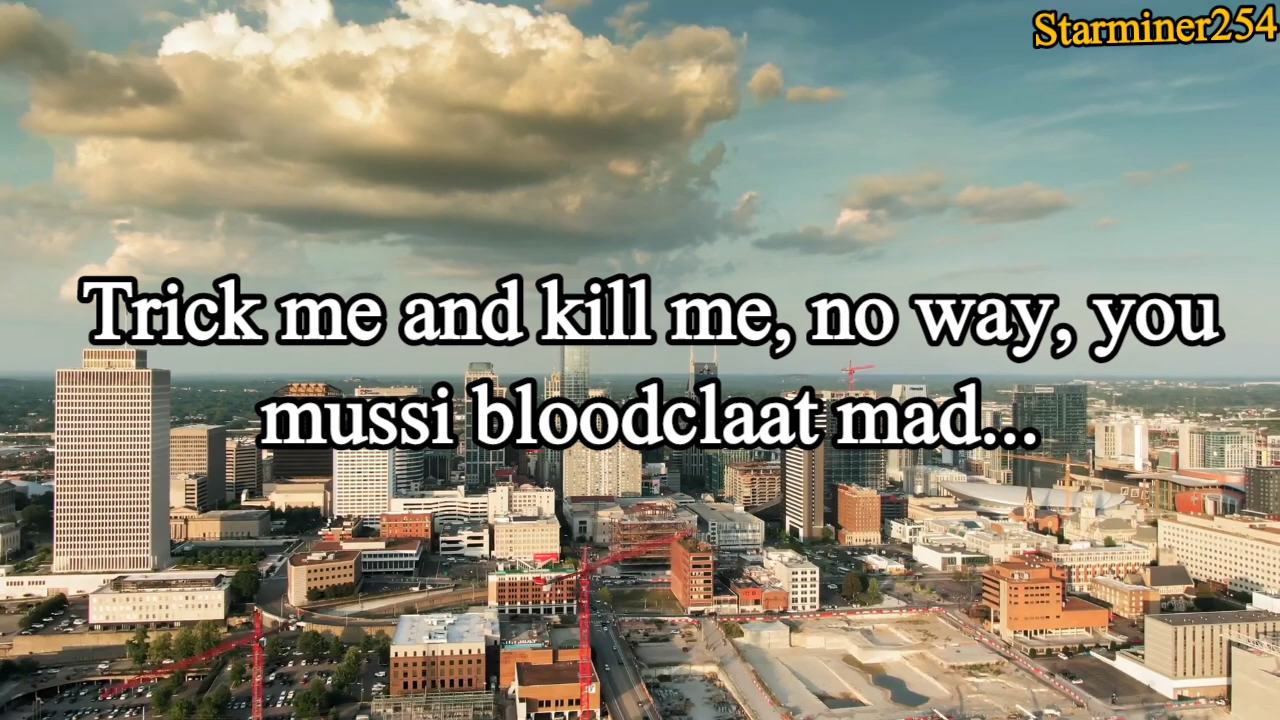 Starminer254
Trick me and kill me, no way, you
mussi bloodclaat mad...